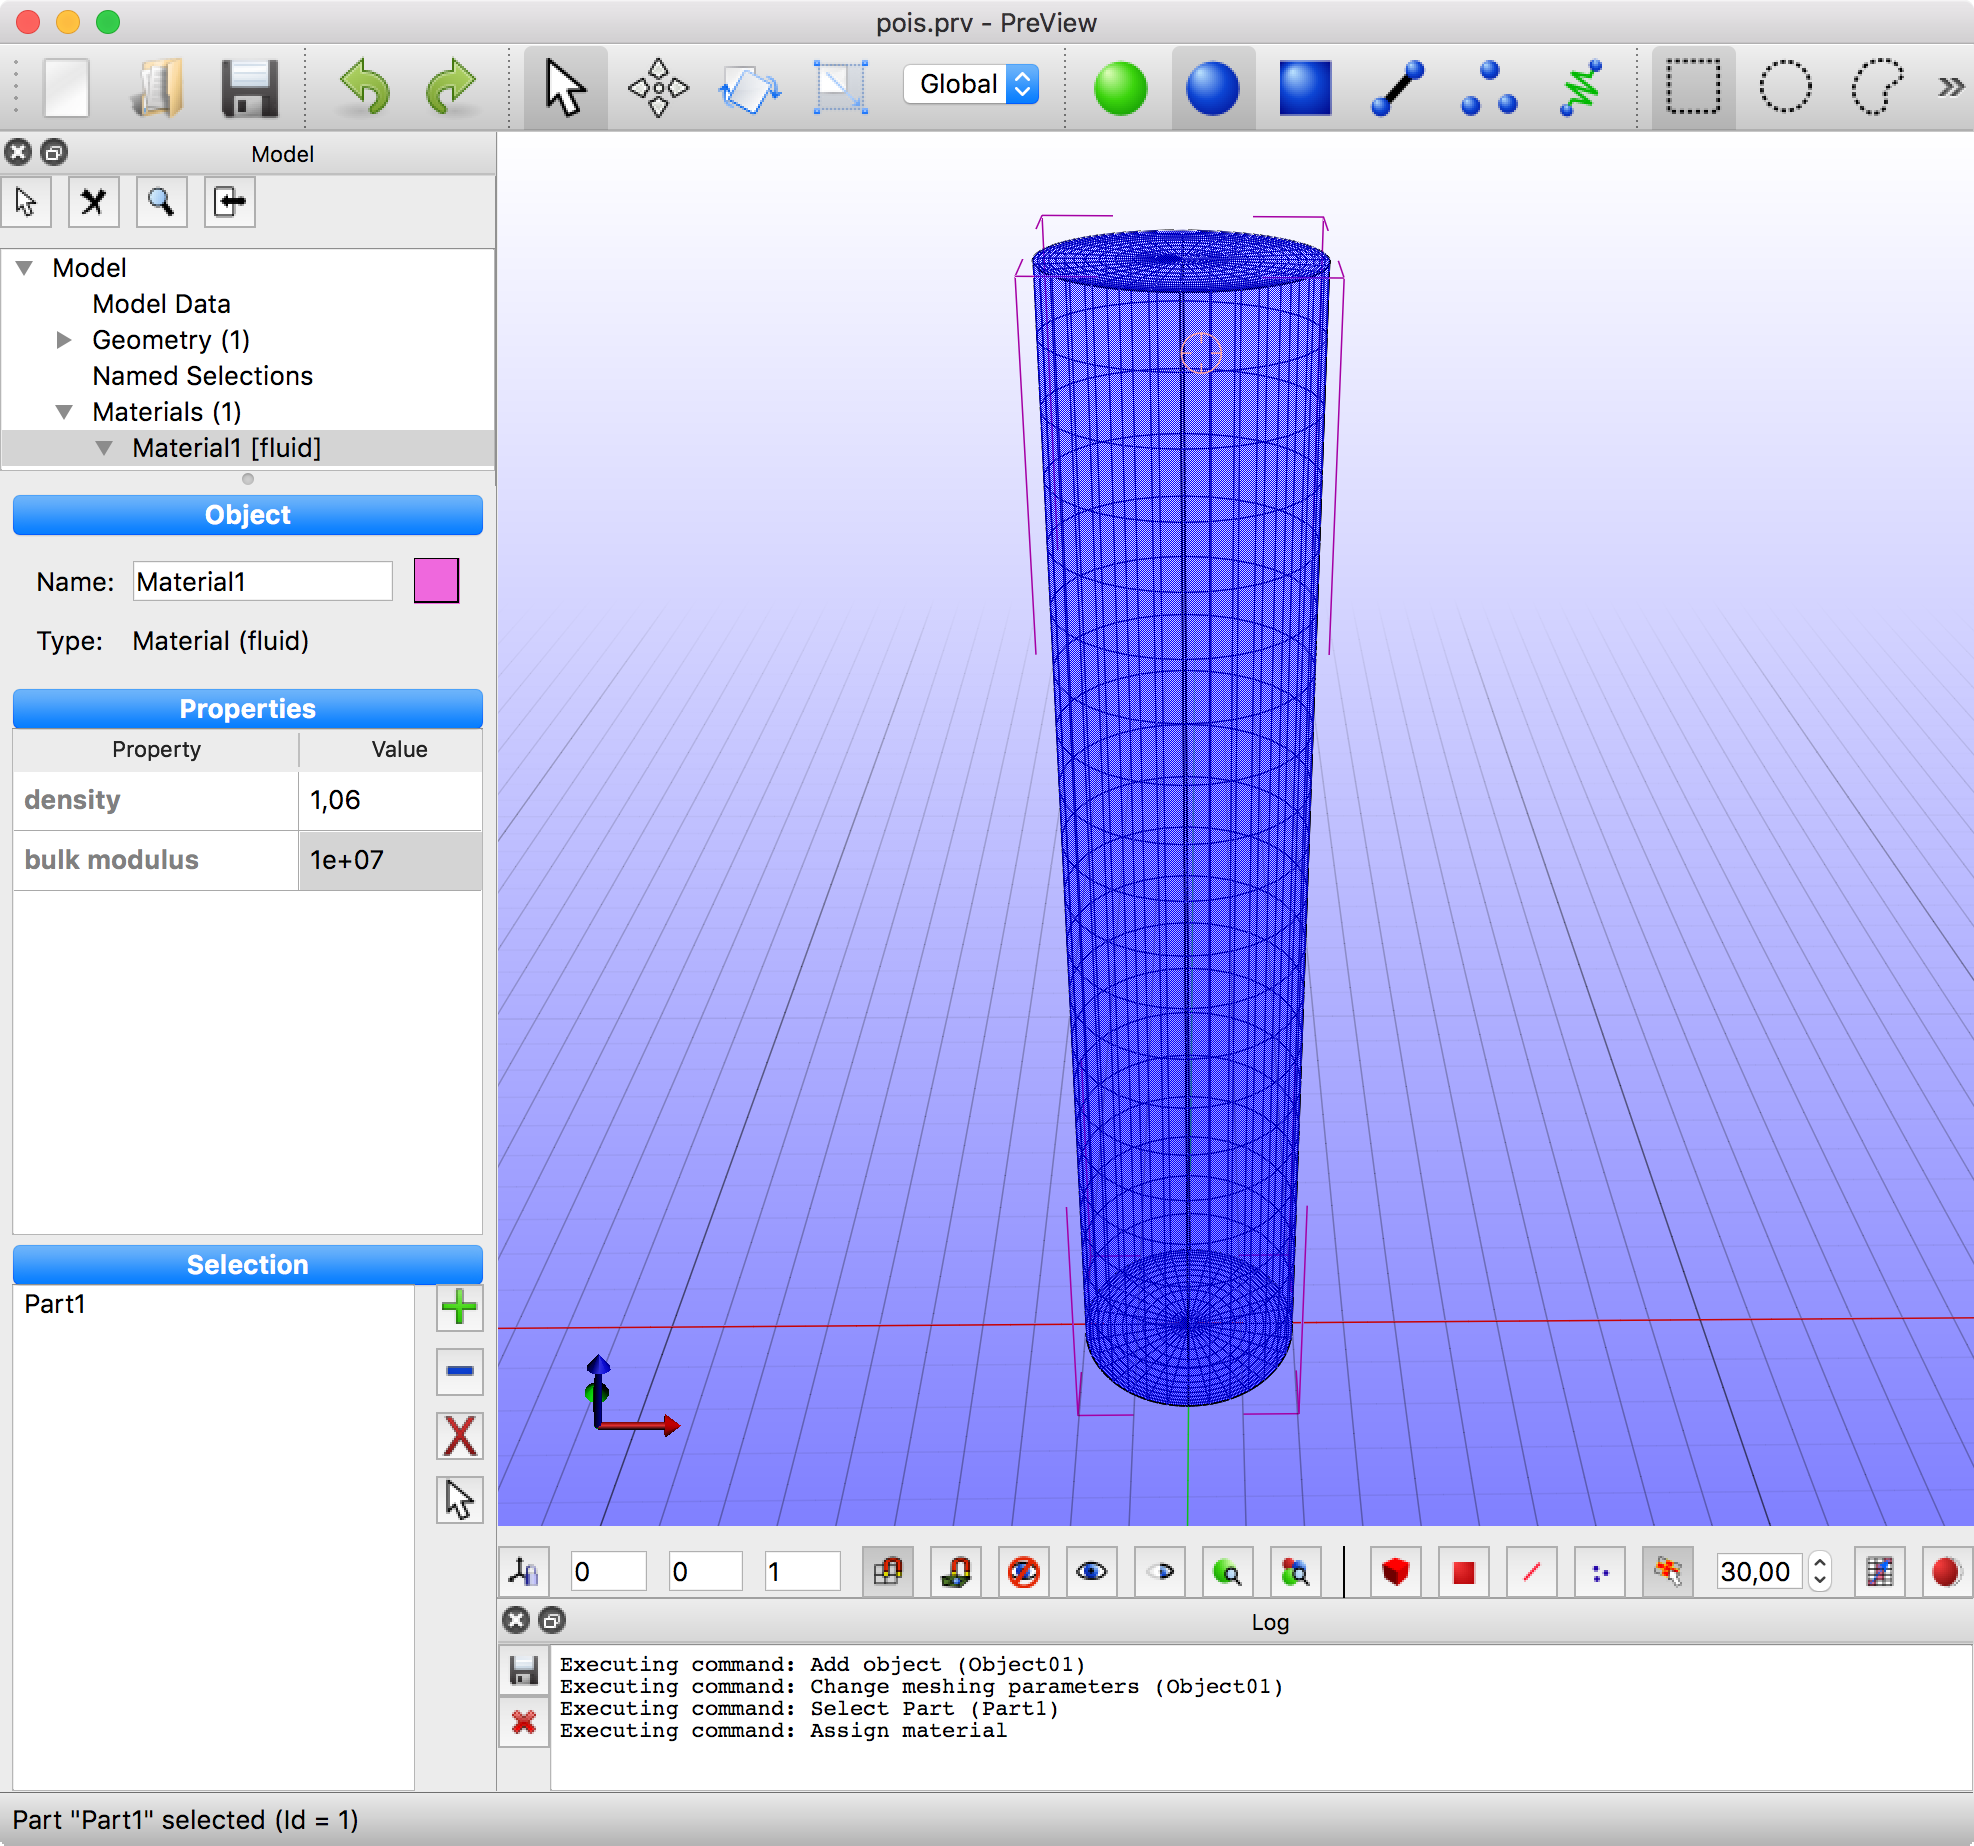 pois.prv - PreView
Global
Model
Model
Model Data
Geometry (1)
Named Selections
Materials (1)
Material1 [fluid]
Object
Name: Material1
Type: Material (fluid)
Properties
Property Value
density 1,06
bulk modulus 1e+07
Selection
Part1
0 0 1 30,00
Log
Executing command: Add object (Object01)
Executing command: Change meshing parameters (Object01)
Executing command: Select Part (Part1)
Executing command: Assign material
Part "Part1" selected (Id = 1)